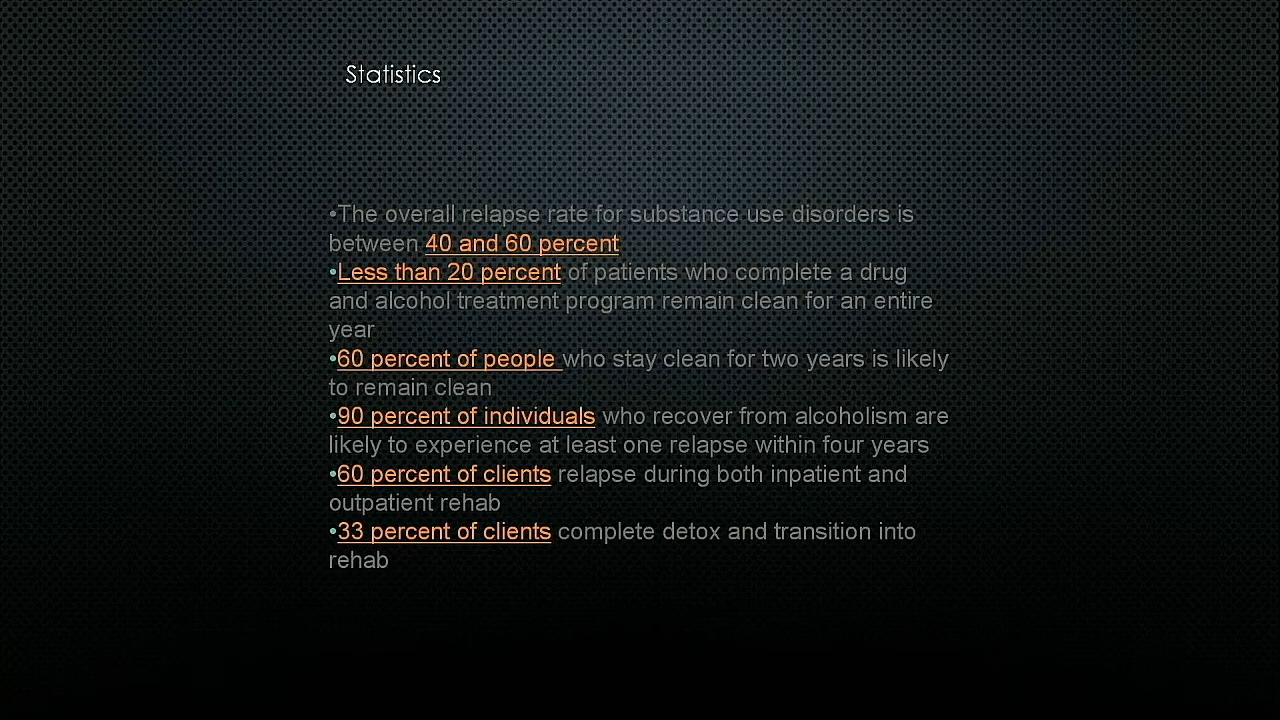 Statistics
•The overall relapse rate for substance use disorders is
between 40 and 60 percent
•Less than 20 percent of patients who complete a drug
and alcohol treatment program remain clean for an entire
year
•60 percent of people who stay clean for two years is likely
to remain clean
•90 percent of individuals who recover from alcoholism are
likely to experience at least one relapse within four years
•60 percent of clients relapse during both inpatient and
outpatient rehab
•33 percent of clients complete detox and transition into
rehab